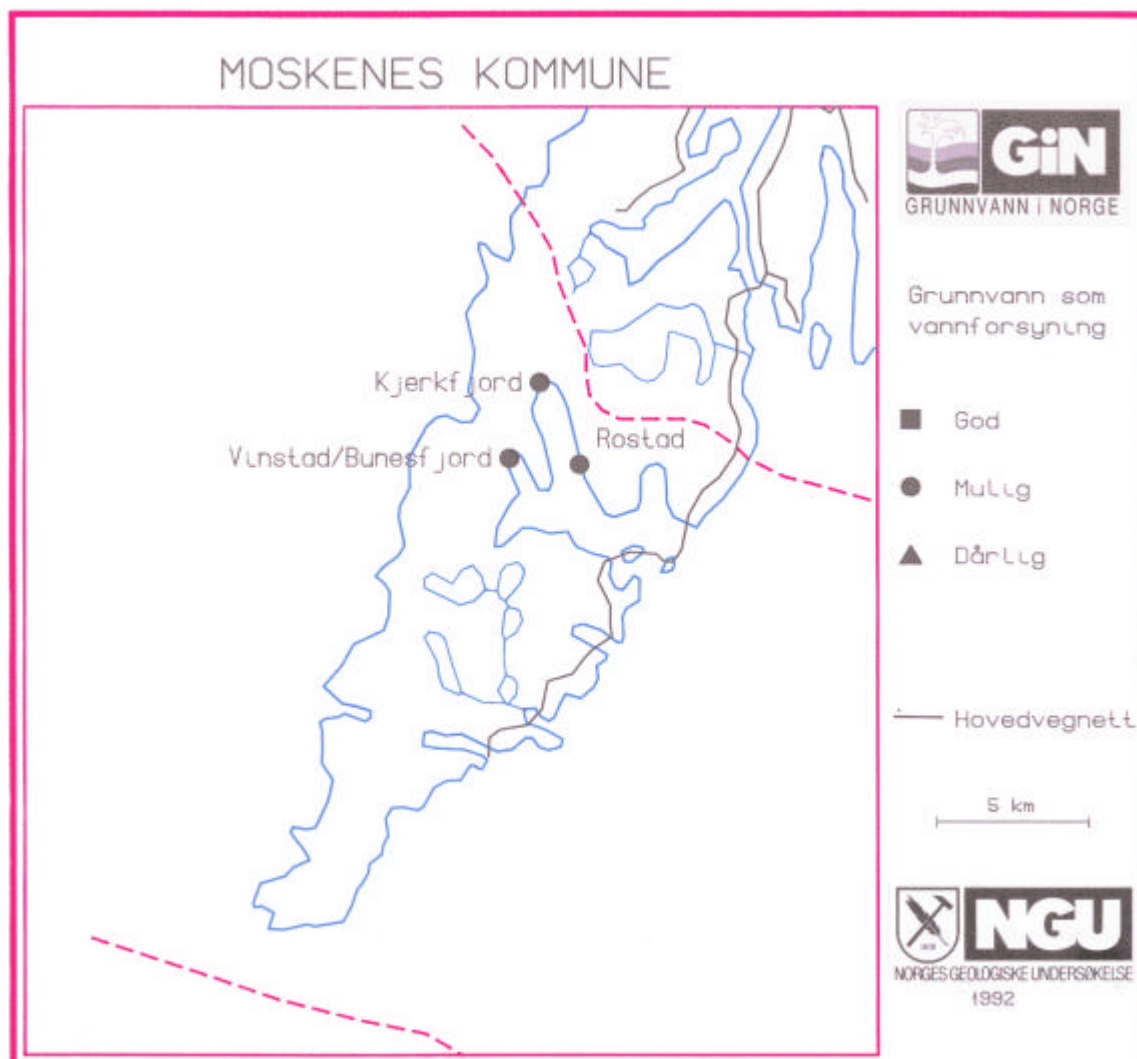 MOSKENES KOMMUNE
GiN
GRUNNVANN i NORGE
Grunnvann som
vannforsyning
Kjerkfjord
Rostad
Vinstad/Bunesfjord
God
Mulig
Dårlig
Hovedvegnett
5 km
NGU
NORGES GEOLOGISKE UNDERSØKELSE
1992